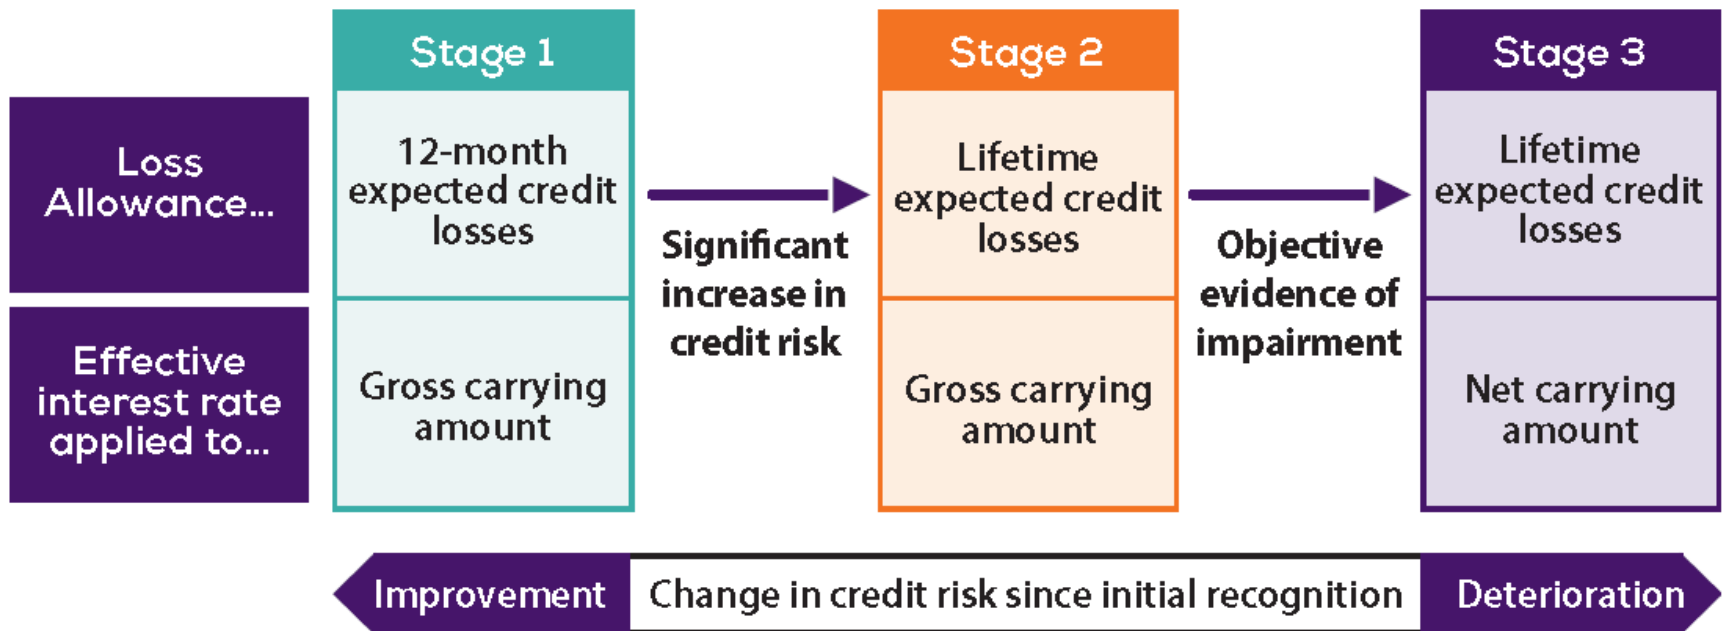 Stage 1
Stage 2
Stage 3
Loss
Allowance...
12-month
expected credit
losses
Lifetime
expected credit
losses
Lifetime
expected credit
losses
Significant
increase in
credit risk
Objective
evidence of
impairment
Effective
interest rate
applied to...
Gross carrying
amount
Gross carrying
amount
Net carrying
amount
Improvement
Change in credit risk since initial recognition
Deterioration